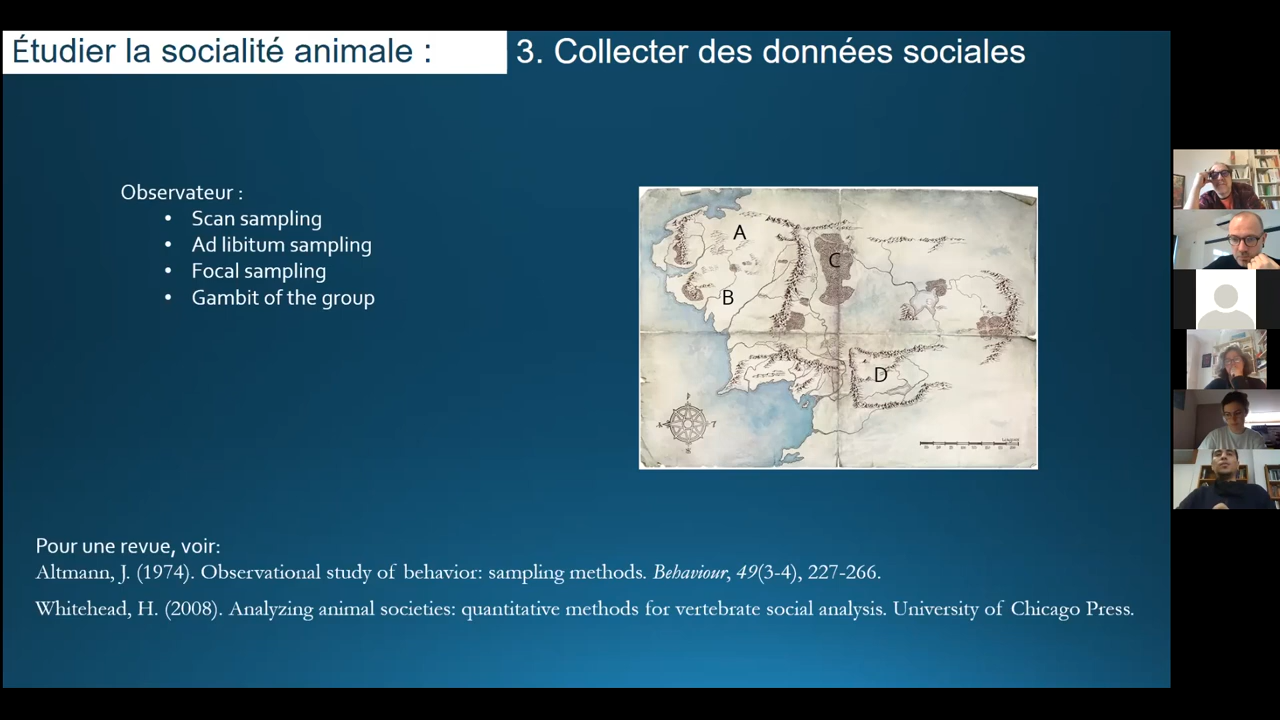 Étudier la socialité animale : 3. Collecter des données sociales
Observateur :
• Scan sampling
• Ad libitum sampling
• Focal sampling
• Gambit of the group
A
B
C
D
Pour une revue, voir:
Altmann, J. (1974). Observational study of behavior: sampling methods. Behaviour, 49(3-4), 227-266.
Whitehead, H. (2008). Analyzing animal societies: quantitative methods for vertebrate social analysis. University of Chicago Press.